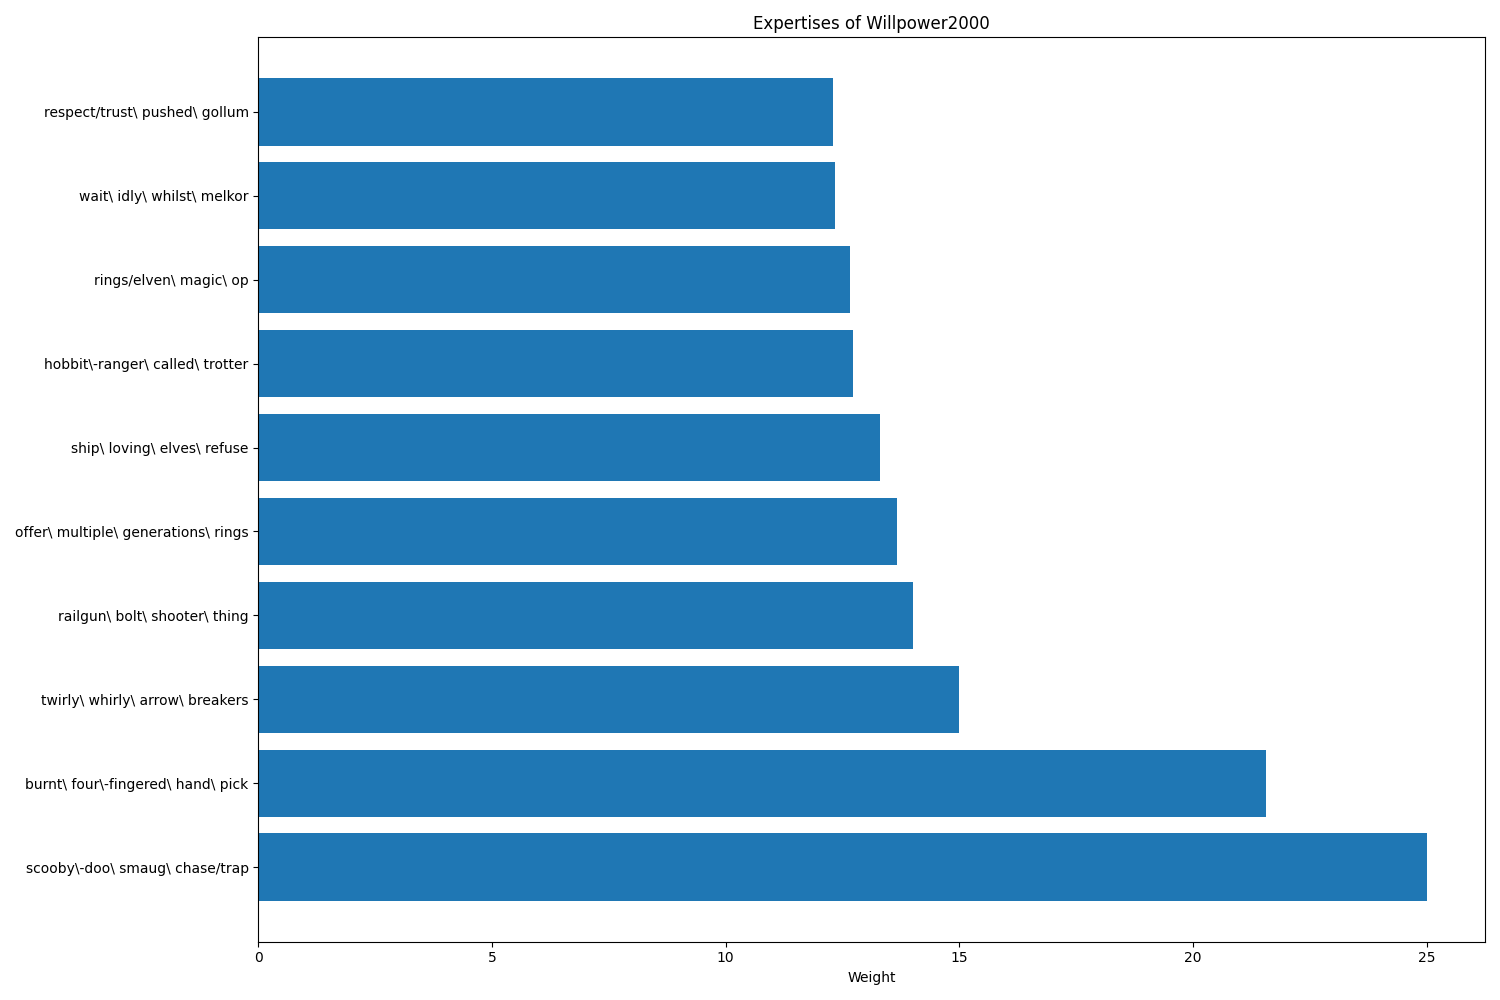 Expertises of Willpower2000
respect/trust\ pushed\ gollum
wait\ idly\ whilst\ melkor
rings/elven\ magic\ op
hobbit\-ranger\ called\ trotter
ship\ loving\ elves\ refuse
offer\ multiple\ generations\ rings
railgun\ bolt\ shooter\ thing
twirly\ whirly\ arrow\ breakers
burnt\ four\-fingered\ hand\ pick
scooby\-doo\ smaug\ chase/trap
0 5 10 15 20 25
Weight